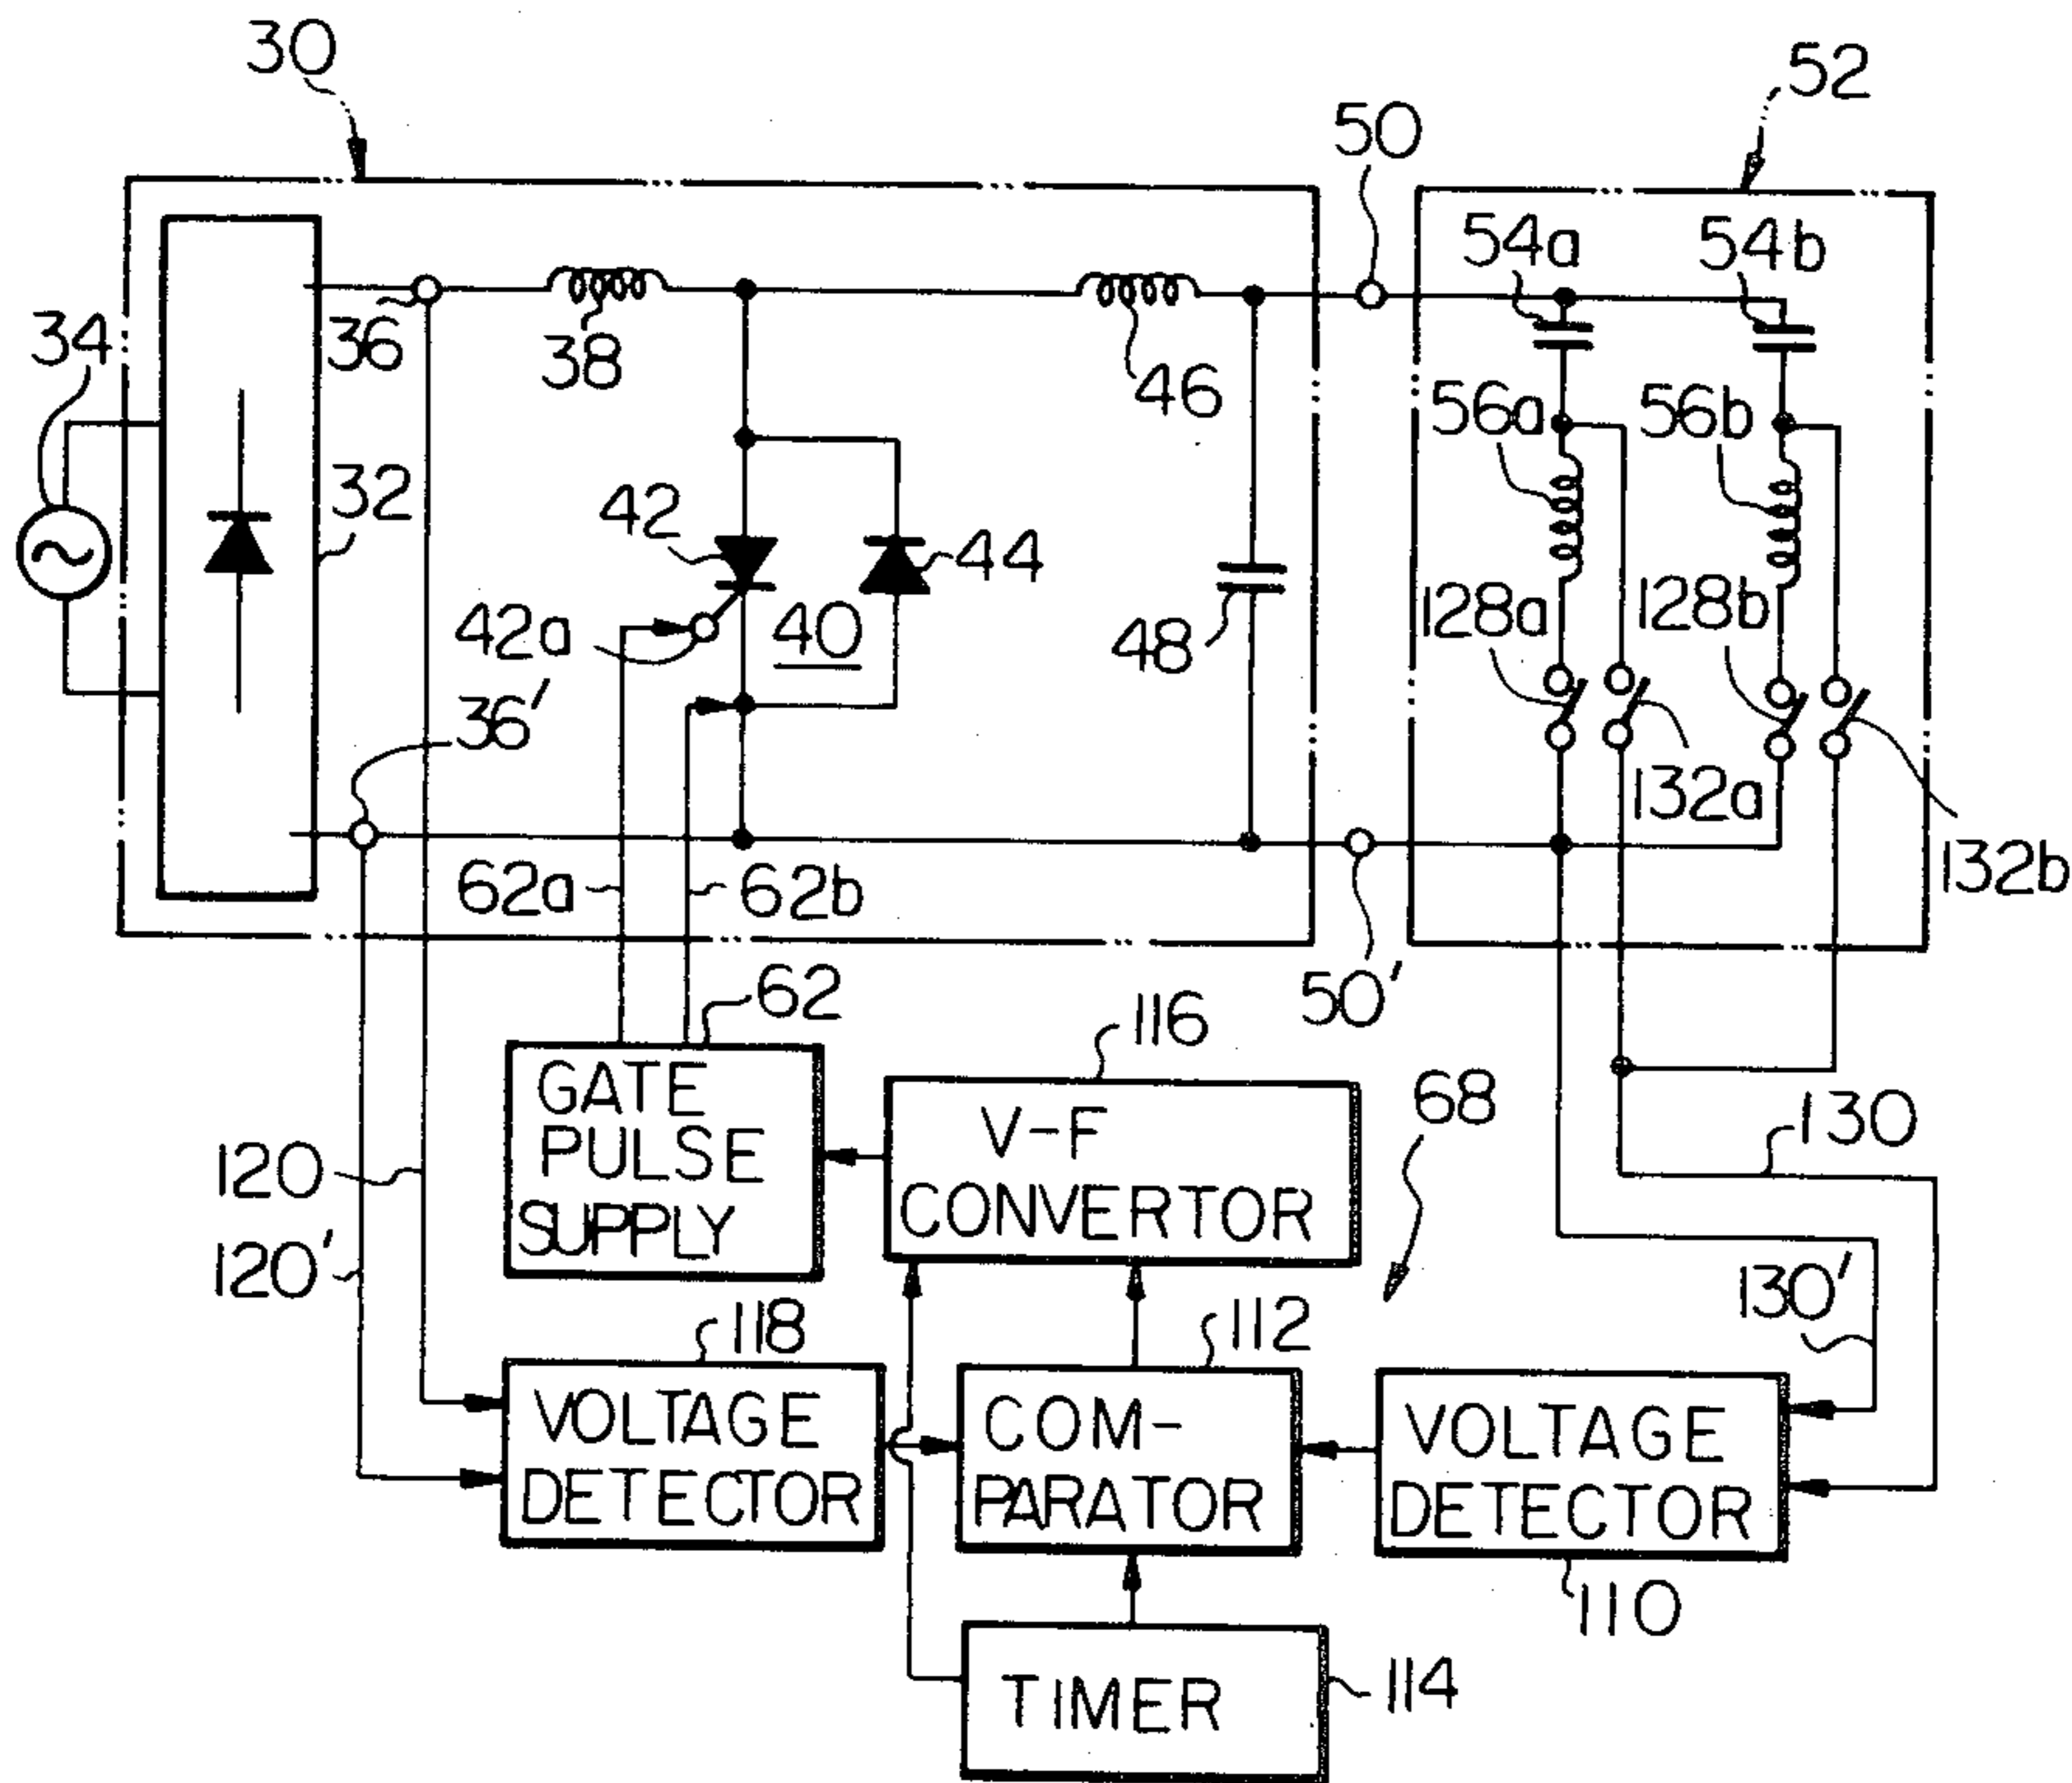 30
52
50
54a
54b
34
36
38
46
56a
56b
32
42
44
42a
40
48
128a
128b
36'
132a
132b
62a
62b
50'
62
116
68
GATE
PULSE
SUPPLY
V-F
CONVERTOR
130
120
120'
130'
118
112
VOLTAGE
DETECTOR
COM-
PARATOR
VOLTAGE
DETECTOR
110
TIMER
114